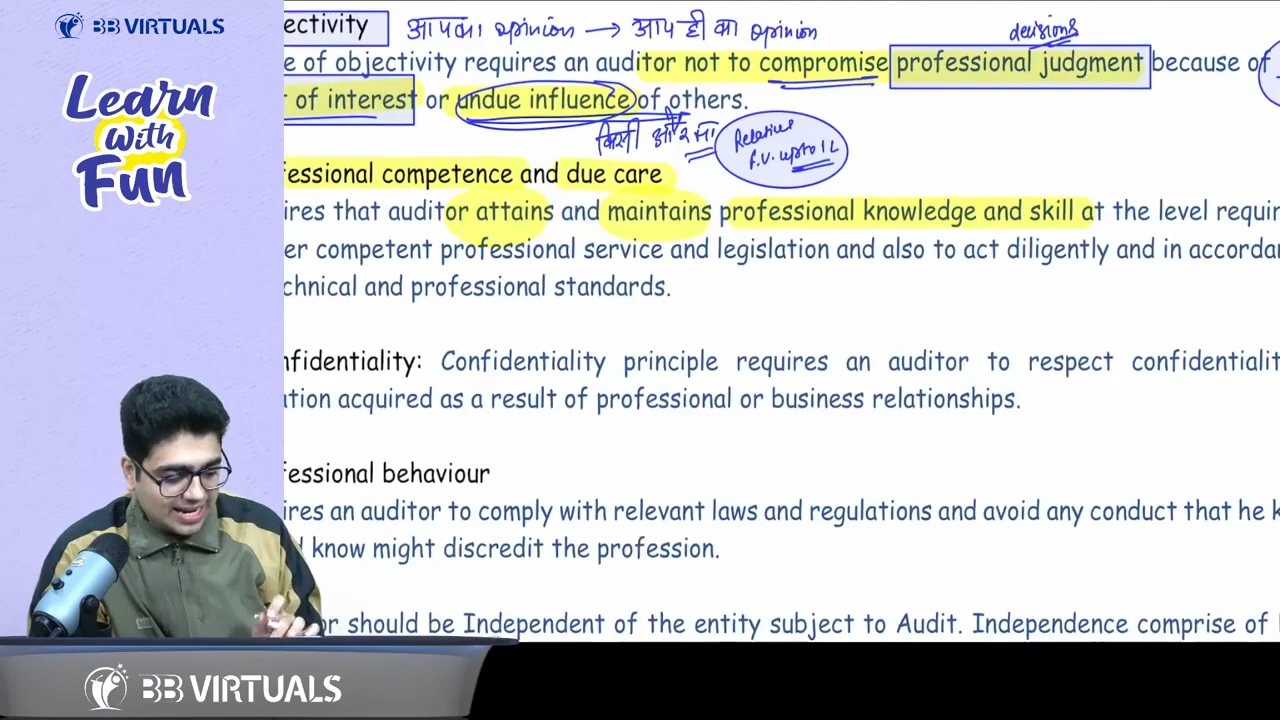 BB VIRTUALS
Learn
With
Fun
ectivity आपका opinion → आप ही का opinion
decisions
e of objectivity requires an auditor not to compromise professional judgment because of
t of interest or undue influence of others.
किसी और का
Relative
f.v. upto 1L
essional competence and due care
ires that auditor attains and maintains professional knowledge and skill at the level requir
er competent professional service and legislation and also to act diligently and in accordan
chnical and professional standards.
nfidentiality: Confidentiality principle requires an auditor to respect confidentialit
ation acquired as a result of professional or business relationships.
essional behaviour
ires an auditor to comply with relevant laws and regulations and avoid any conduct that he k
d know might discredit the profession.
or should be Independent of the entity subject to Audit. Independence comprise of
BB VIRTUALS